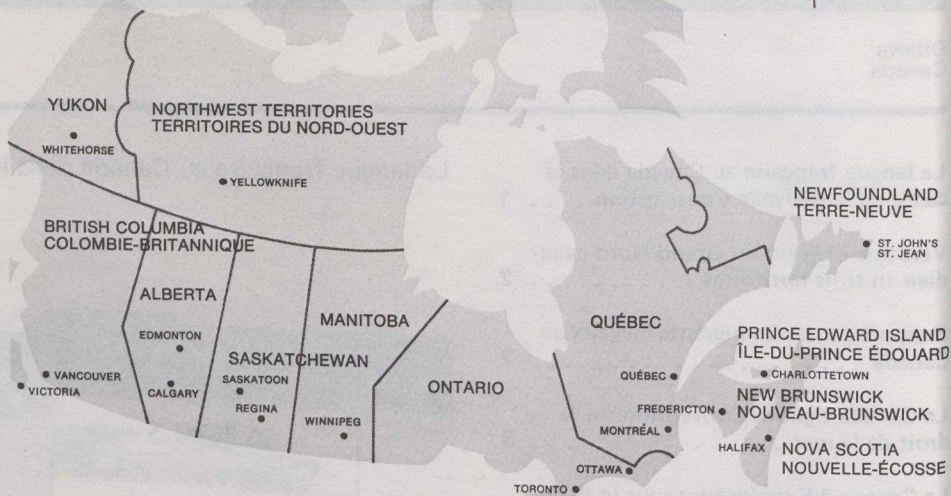 Ottawa
Canada
YUKON
WHITEHORSE
NORTHWEST TERRITORIES
TERRITOIRES DU NORD-OUEST
YELLOWKNIFE
BRITISH COLUMBIA
COLOMBIE-BRITANNIQUE
ALBERTA
EDMONTON
CALGARY
VANCOUVER
VICTORIA
SASKATCHEWAN
SASKATOON
REGINA
MANITOBA
WINNIPEG
ONTARIO
OTTAWA
TORONTO
QUÉBEC
QUÉBEC
MONTRÉAL
NEWFOUNDLAND
TERRE-NEUVE
ST. JOHN'S
ST. JEAN
PRINCE EDWARD ISLAND
ÎLE-DU-PRINCE ÉDOUARD
CHARLOTTETOWN
NEW BRUNSWICK
NOUVEAU-BRUNSWICK
FREDERICTON
HALIFAX
NOVA SCOTIA
NOUVELLE-ÉCOSSE